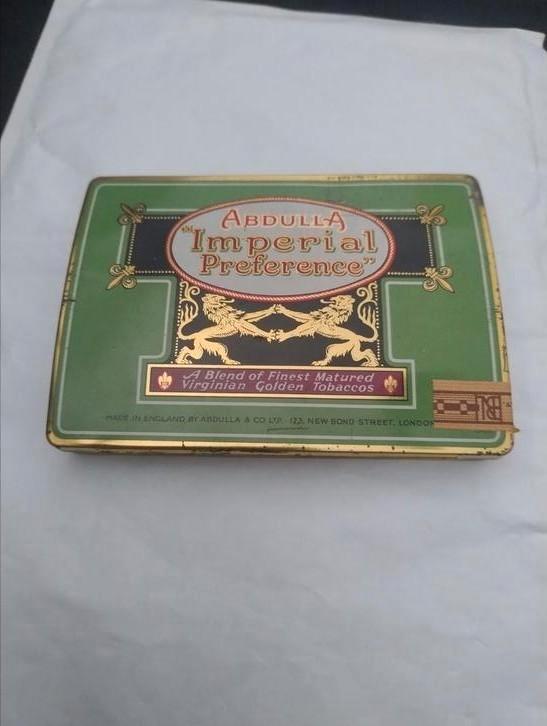 ABDULLA
"Imperial
Preference"
A Blend of Finest Matured
Virginian Golden Tobaccos
MADE IN ENGLAND BY ABDULLA & CO LTD. 173, NEW BOND STREET, LONDON